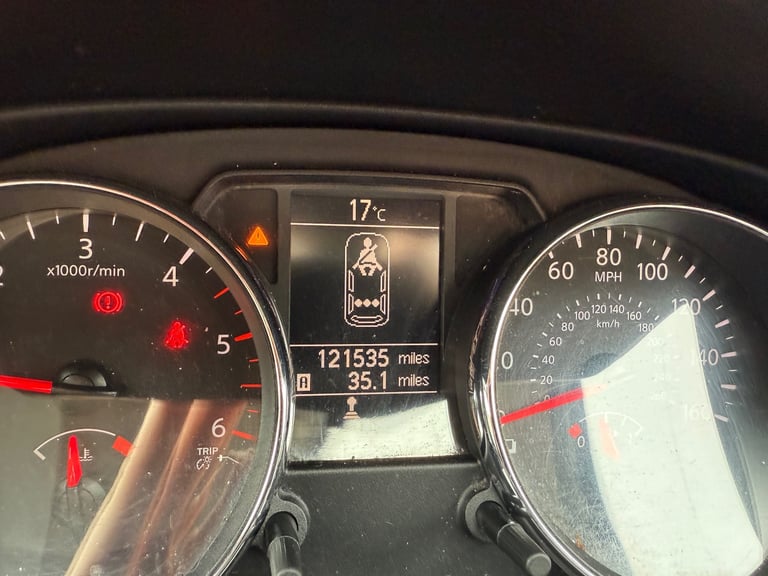 17°C
3
x1000r/min
4
5
6
TRIP
121535 miles
A 35.1 miles
60 80 100
MPH
40 120
140
160
100 120 140
80 160
60 km/h 180
40
20
0